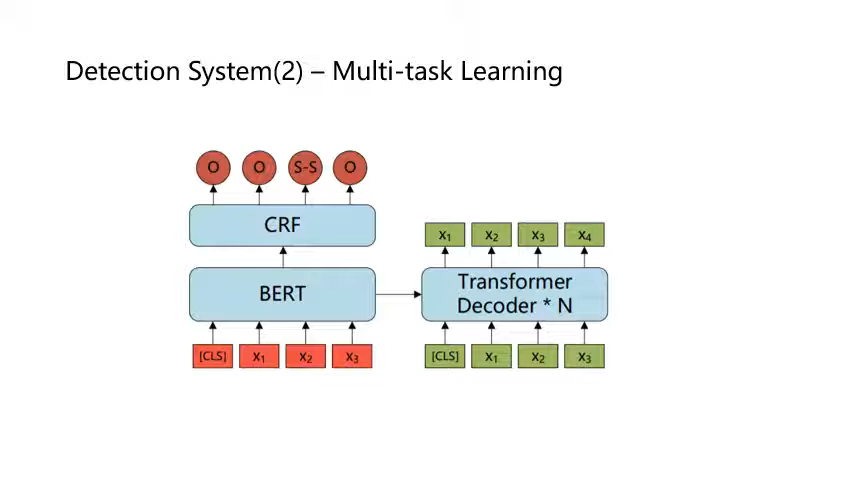 Detection System(2) – Multi-task Learning
O O S-S O
CRF
x₁ x₂ x₃ x₄
BERT
Transformer
Decoder * N
[CLS] x₁ x₂ x₃
[CLS] x₁ x₂ x₃